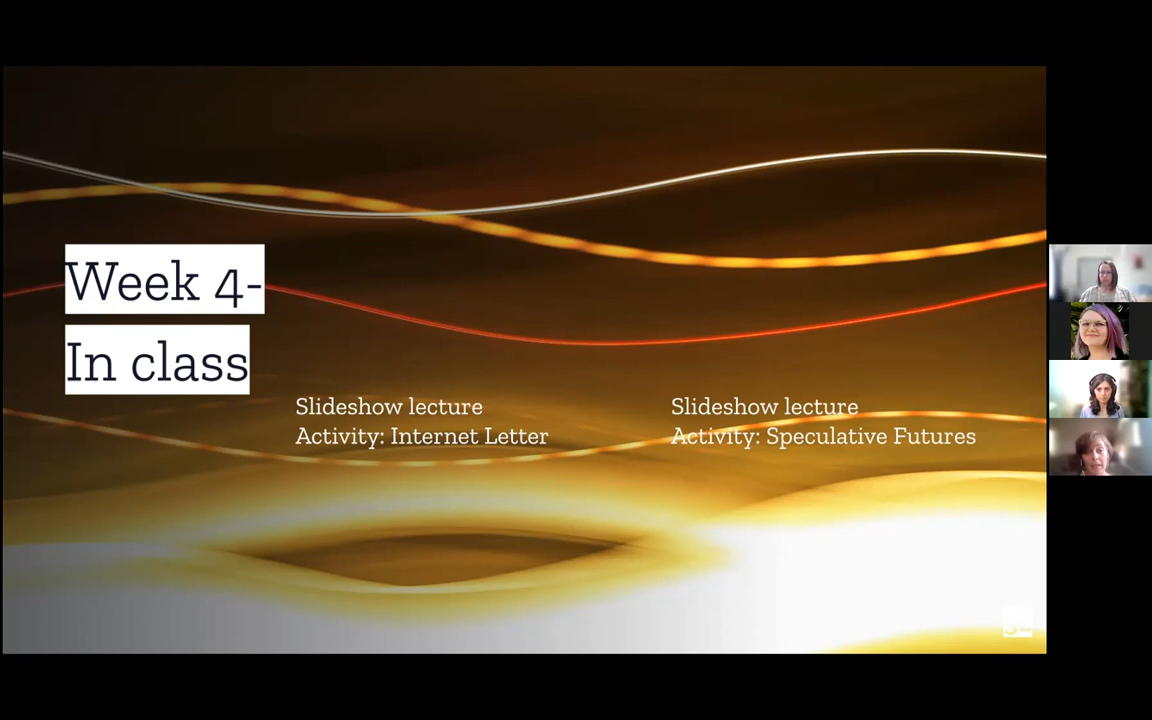 Week 4-
In class
Slideshow lecture
Activity: Internet Letter
Slideshow lecture
Activity: Speculative Futures